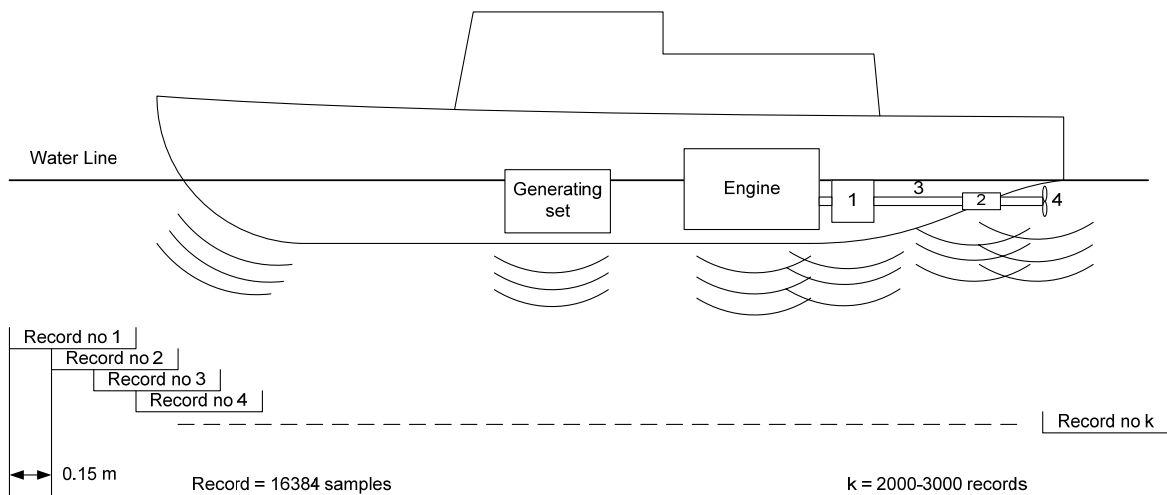 Water Line
Generating
set
Engine
1
3
2
4
Record no 1
Record no 2
Record no 3
Record no 4
Record no k
0.15 m
Record = 16384 samples
k = 2000-3000 records